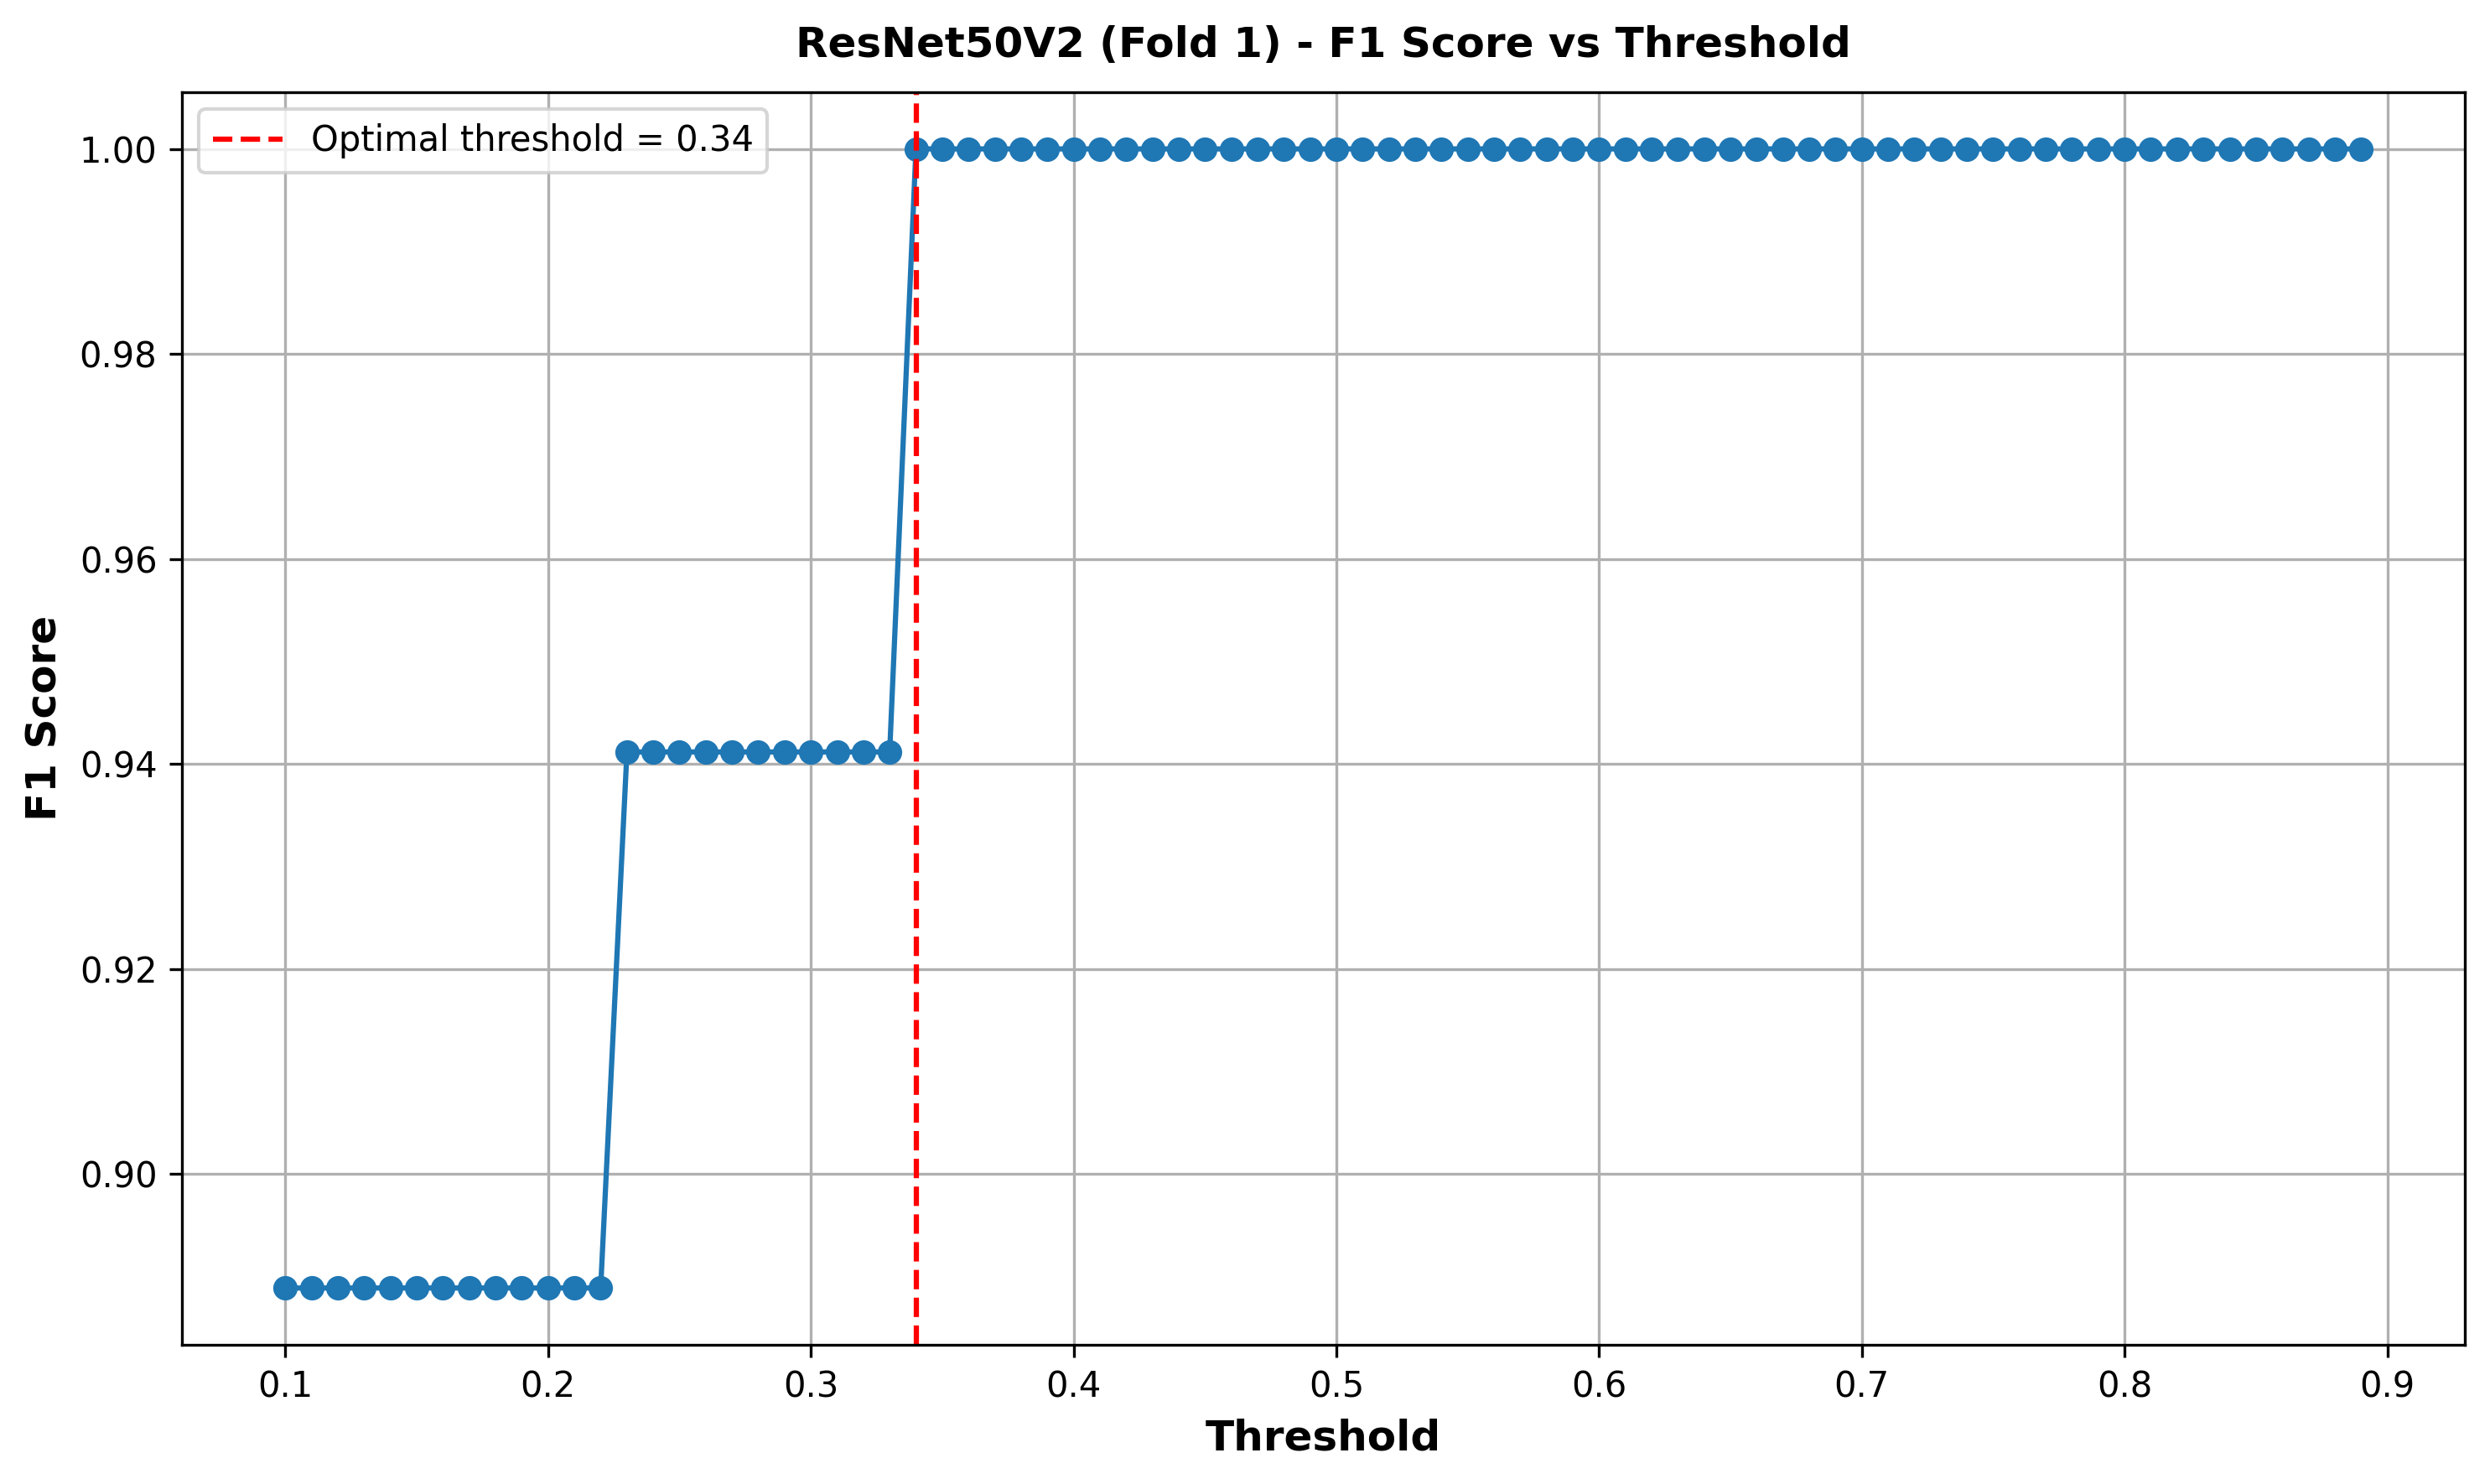 ResNet50V2 (Fold 1) - F1 Score vs Threshold
Optimal threshold = 0.34
1.00
0.98
0.96
0.94
0.92
0.90
F1 Score
0.1 0.2 0.3 0.4 0.5 0.6 0.7 0.8 0.9
Threshold